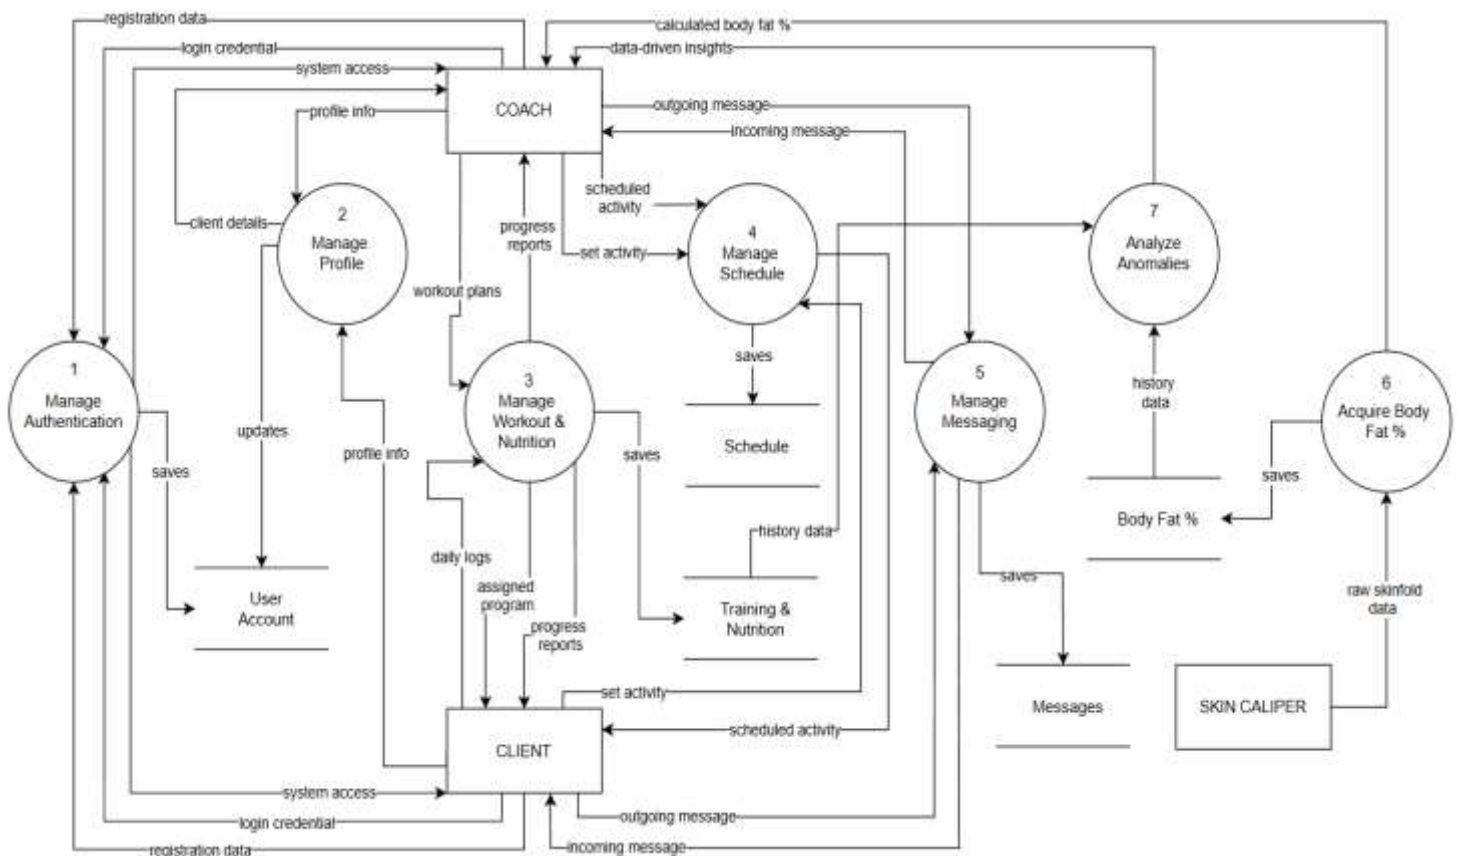 registration data
calculated body fat %
login credential
data-driven insights
system access
COACH
profile info
outgoing message
incoming message
scheduled
activity
client details
2
Manage
Profile
progress
reports
set activity
4
Manage
Schedule
7
Analyze
Anomalies
workout plans
saves
1
Manage
Authentication
3
Manage
Workout &
Nutrition
5
Manage
Messaging
history
data
6
Acquire Body
Fat %
updates
profile info
saves
saves
Schedule
saves
Body Fat %
history data
daily logs
assigned
program
progress
reports
User
Account
Training &
Nutrition
saves
raw skinfold
data
set activity
Messages
SKIN CALIPER
scheduled activity
CLIENT
system access
login credential
outgoing message
registration data
incoming message